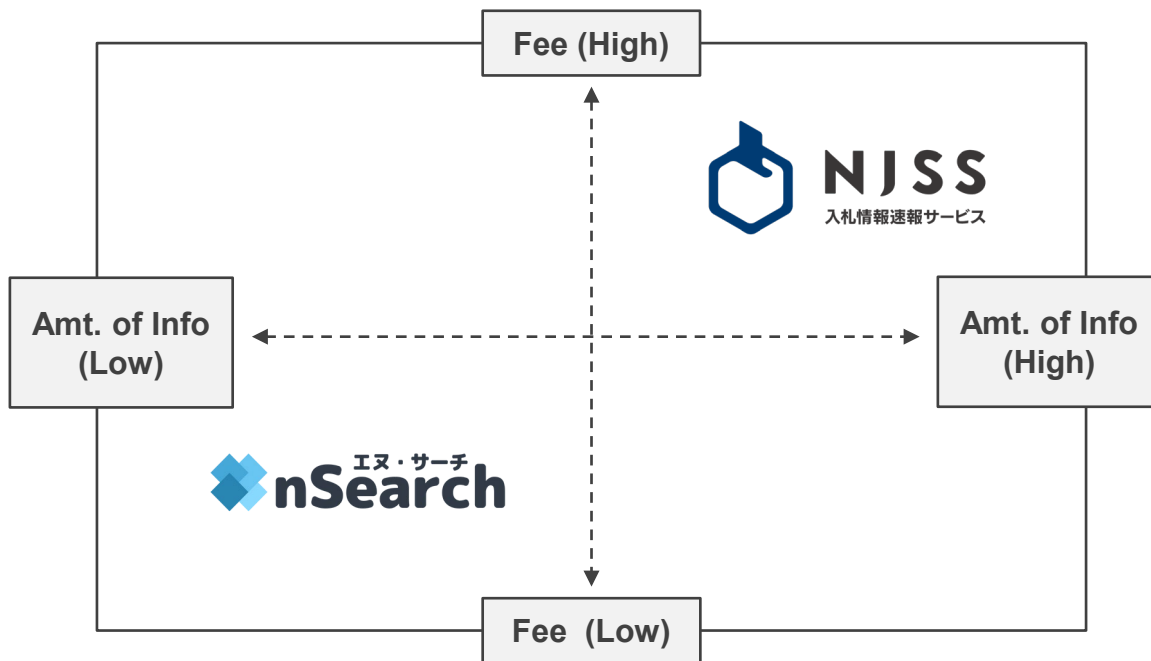 Fee (High)
NJSS
入札情報速報サービス
Amt. of Info
(Low)
Amt. of Info
(High)
エヌ・サーチ
nSearch
Fee (Low)